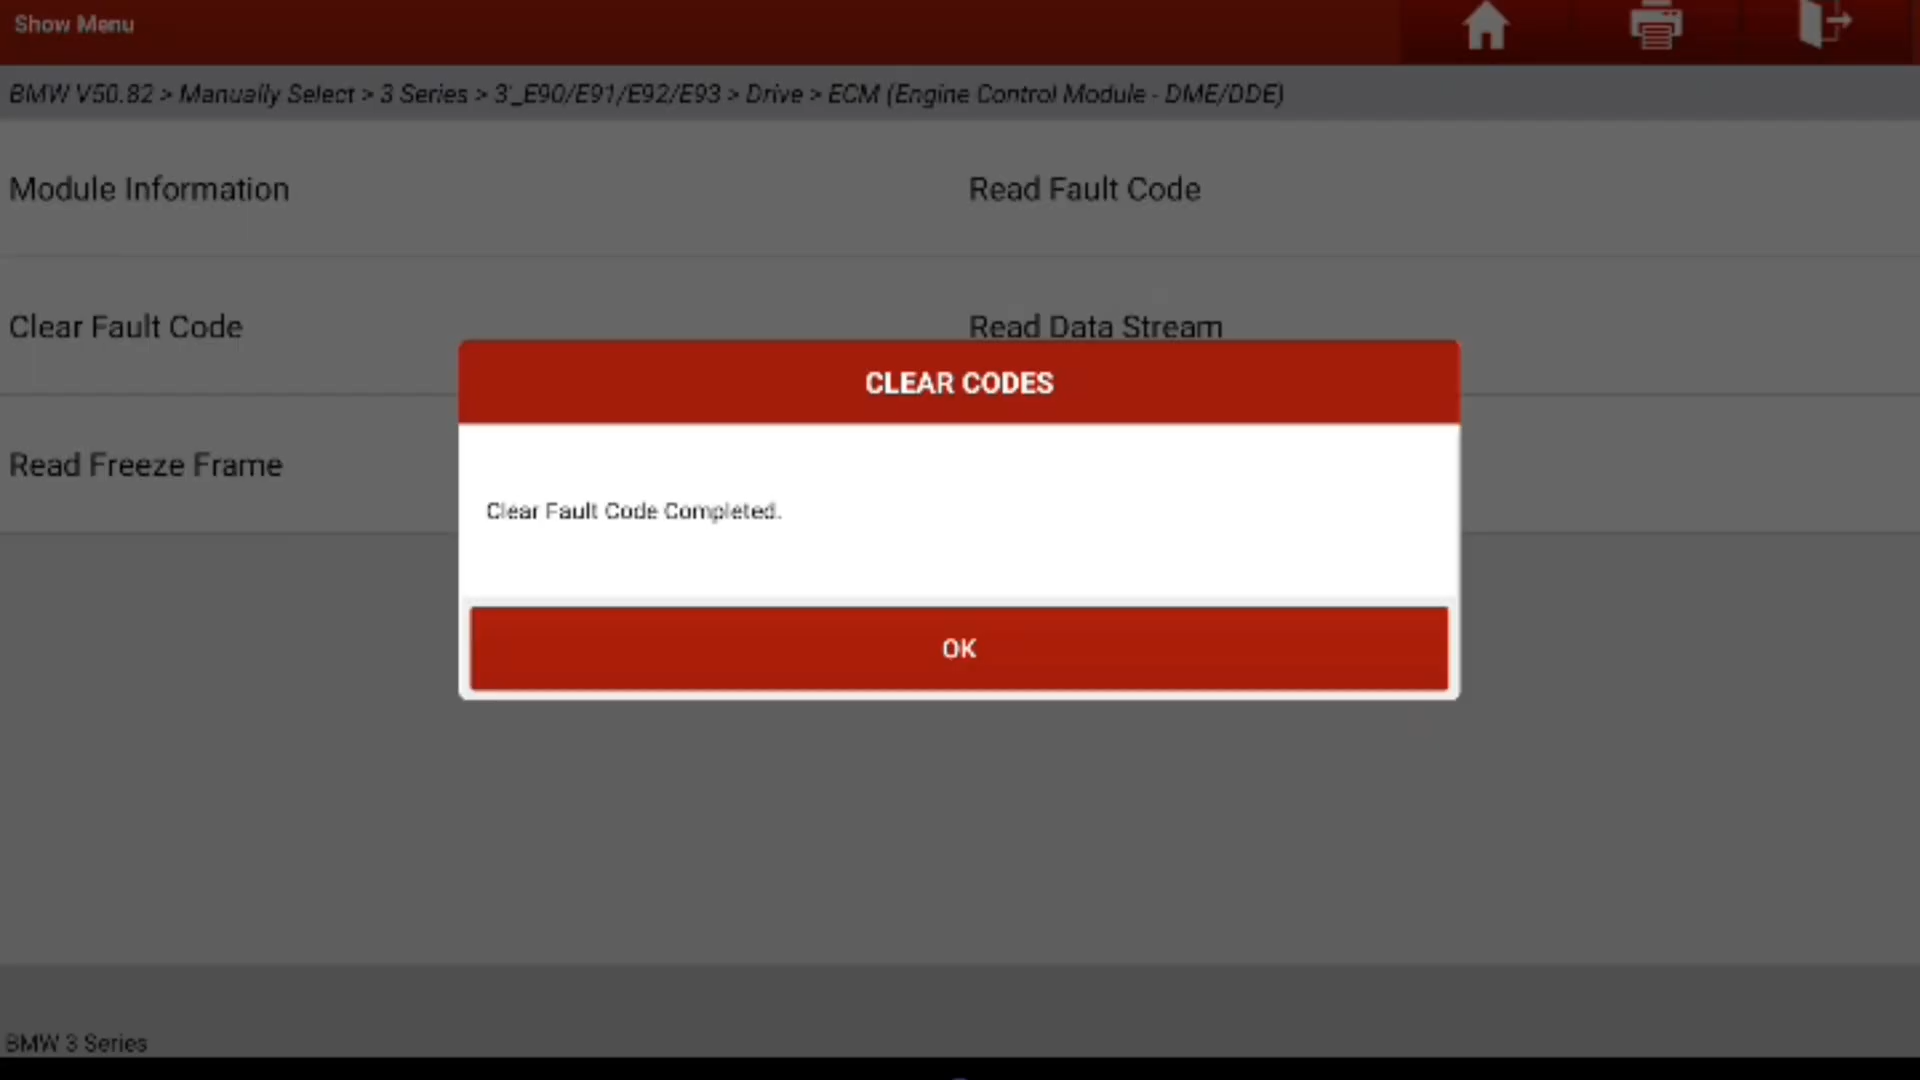 Show Menu
BMW V50.82 > Manually Select > 3 Series > 3'_E90/E91/E92/E93 > Drive > ECM (Engine Control Module - DME/DDE)
Module Information
Read Fault Code
Clear Fault Code
Read Data Stream
Read Freeze Frame
CLEAR CODES
Clear Fault Code Completed.
OK
BMW 3 Series